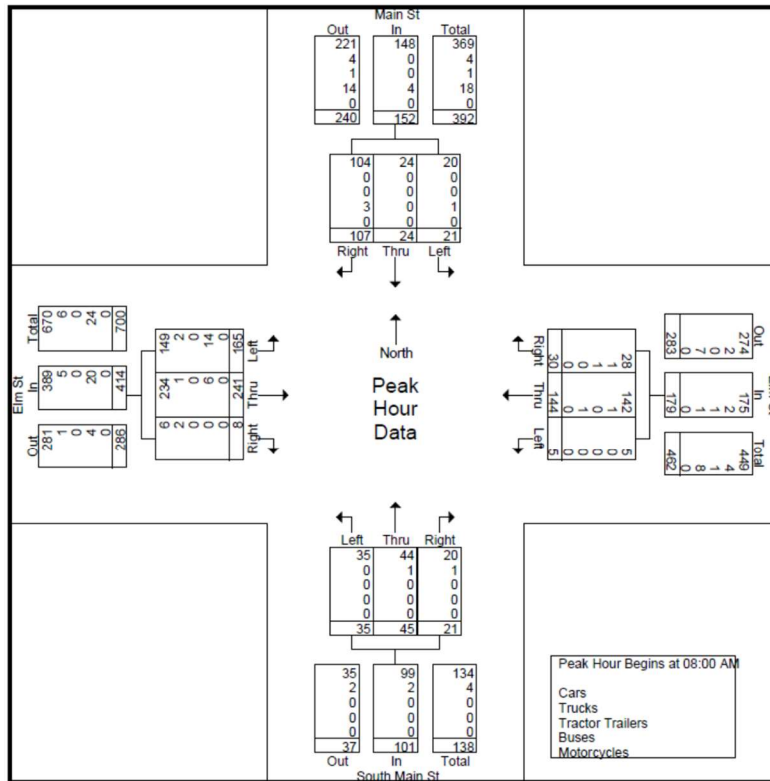 Main St
Out In Total
221 148 369
4 0 4
1 0 1
14 4 18
0 0 0
240 152 392
104 24 20
0 0 0
0 0 0
3 0 1
0 0 0
107 24 21
Right Thru Left
Total
670 6 0 24 0 700
Elm St
In
389 5 0 20 0 414
Out
281 1 0 4 0 286
149 2 0 14 0 165
Left
234 1 0 6 0 241
Thru
6 2 0 0 0 8
Right
North
Peak
Hour
Data
Right
28 1 1 0 0 30
Thru
142 1 0 1 0 144
Left
5 0 0 0 0 5
Out
274 2 0 7 0 283
In
175 2 1 1 0 179
Total
449 4 1 8 0 462
Left Thru Right
35 44 20
0 1 1
0 0 0
0 0 0
0 0 0
35 45 21
35 99 134
2 2 4
0 0 0
0 0 0
0 0 0
37 101 138
Out In Total
South Main St
Peak Hour Begins at 08:00 AM
Cars
Trucks
Tractor Trailers
Buses
Motorcycles